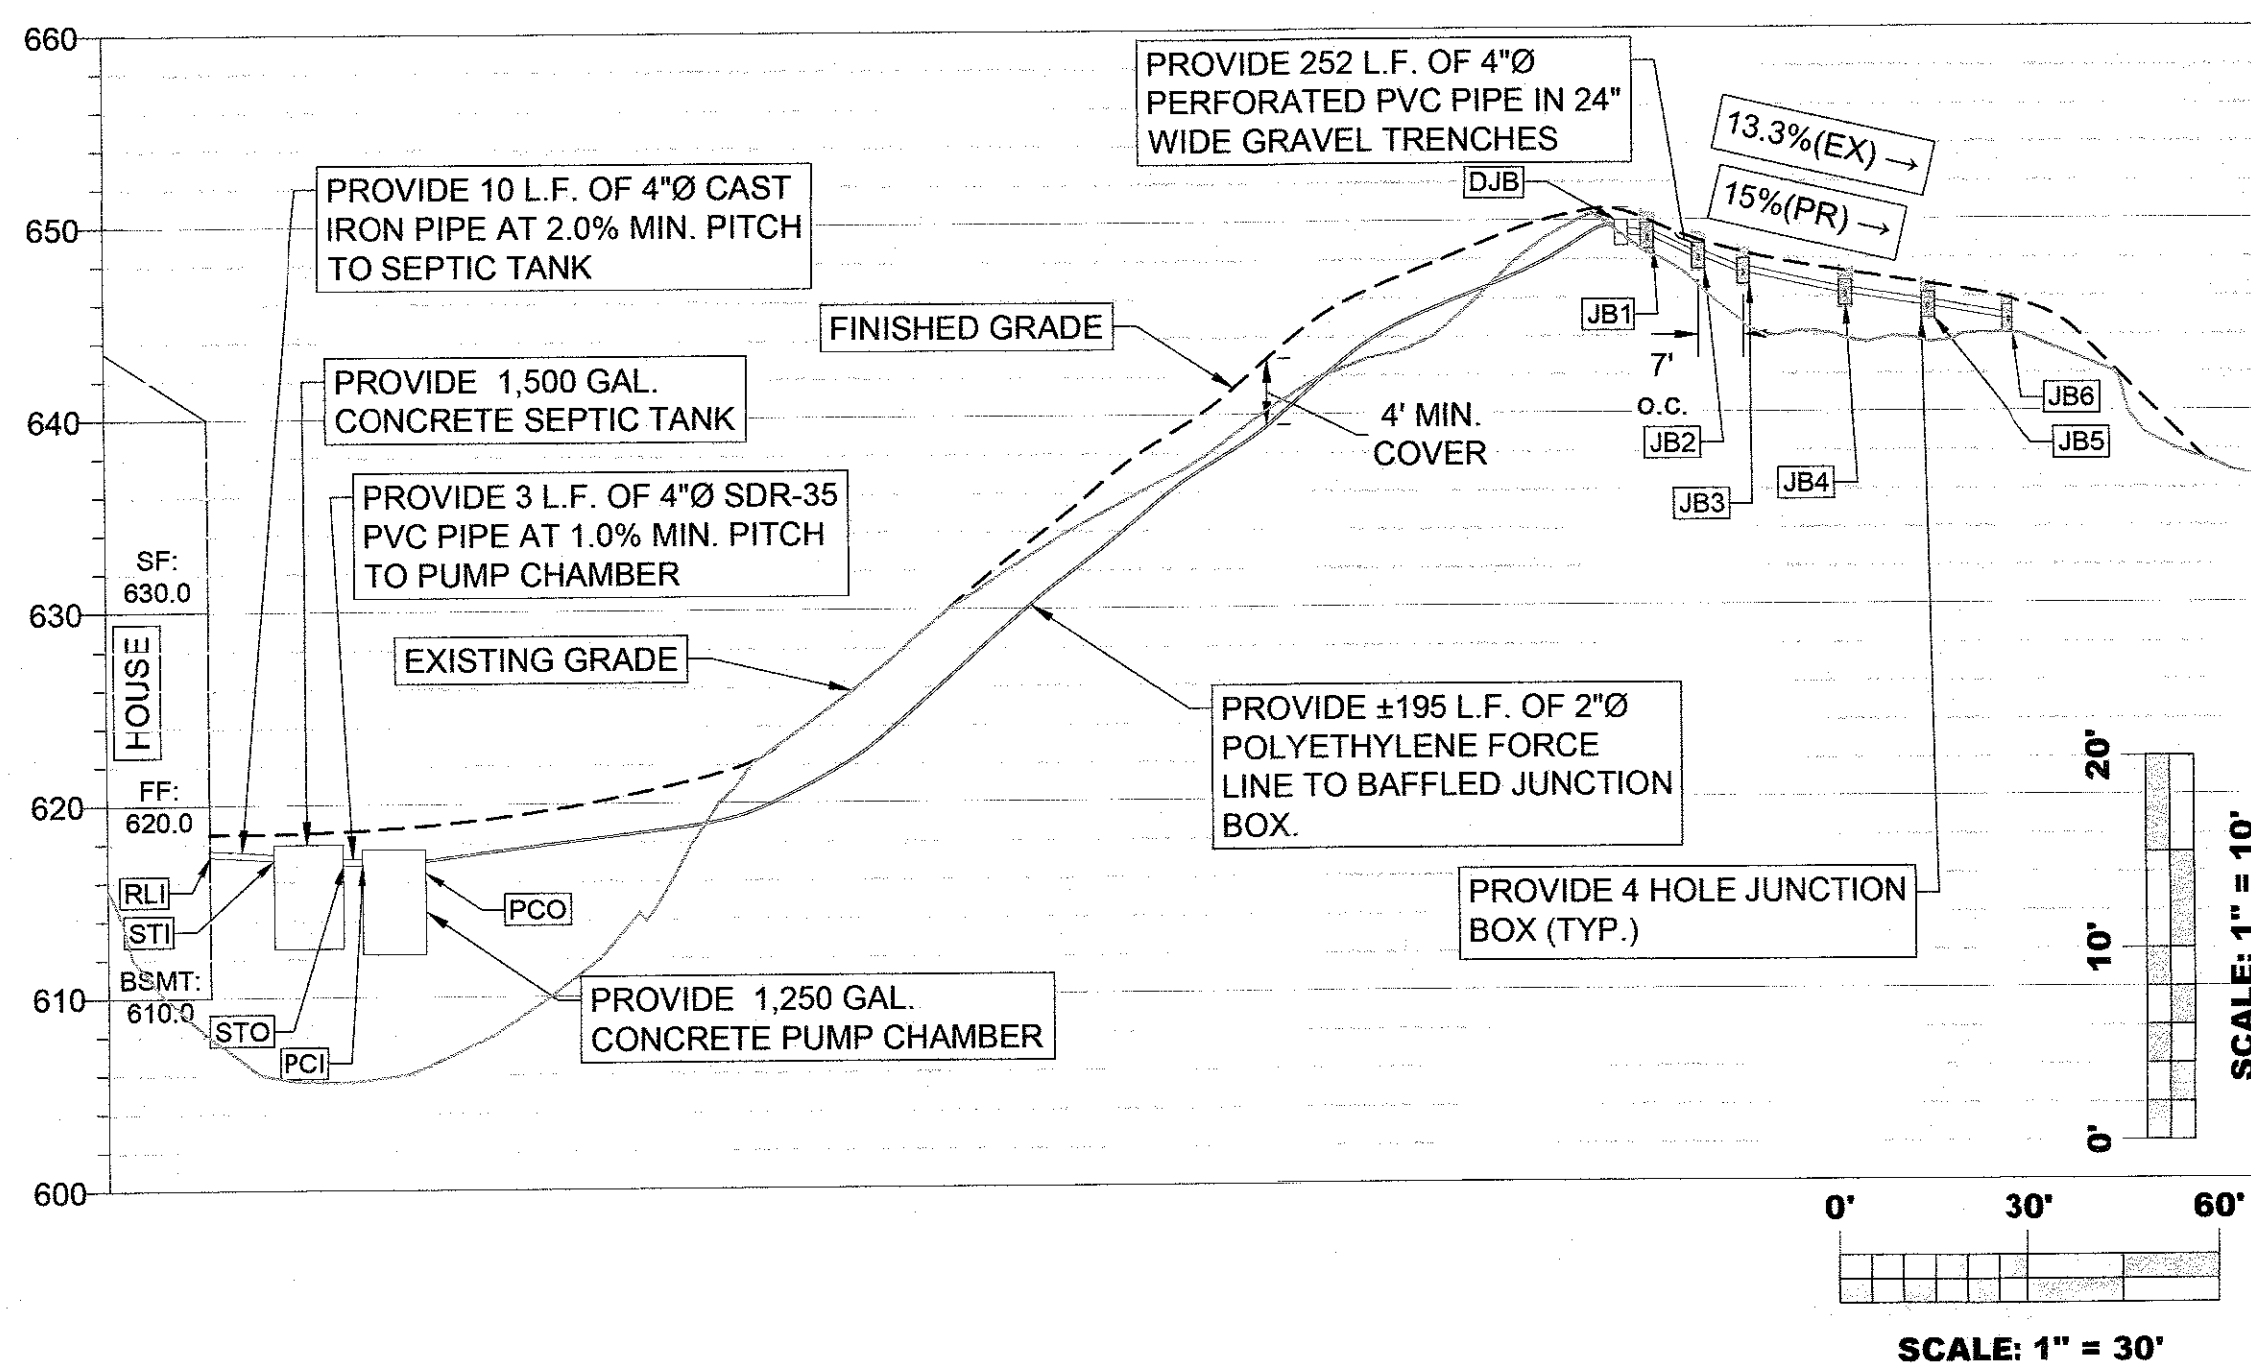 660
650
640
630
620
610
600
PROVIDE 252 L.F. OF 4"Ø
PERFORATED PVC PIPE IN 24"
WIDE GRAVEL TRENCHES
13.3%(EX) →
15%(PR) →
DJB
PROVIDE 10 L.F. OF 4"Ø CAST
IRON PIPE AT 2.0% MIN. PITCH
TO SEPTIC TANK
FINISHED GRADE
PROVIDE 1,500 GAL.
CONCRETE SEPTIC TANK
4' MIN.
COVER
JB1
7'
o.c.
JB2
JB3
JB4
JB5
JB6
PROVIDE 3 L.F. OF 4"Ø SDR-35
PVC PIPE AT 1.0% MIN. PITCH
TO PUMP CHAMBER
SF:
630.0
HOUSE
EXISTING GRADE
FF:
620.0
PROVIDE ±195 L.F. OF 2"Ø
POLYETHYLENE FORCE
LINE TO BAFFLED JUNCTION
BOX.
RLI
STI
PCO
PROVIDE 4 HOLE JUNCTION
BOX (TYP.)
BSMT:
610.0
STO
PCI
PROVIDE 1,250 GAL.
CONCRETE PUMP CHAMBER
20'
10'
0'
SCALE: 1" = 10'
0' 30' 60'
SCALE: 1" = 30'